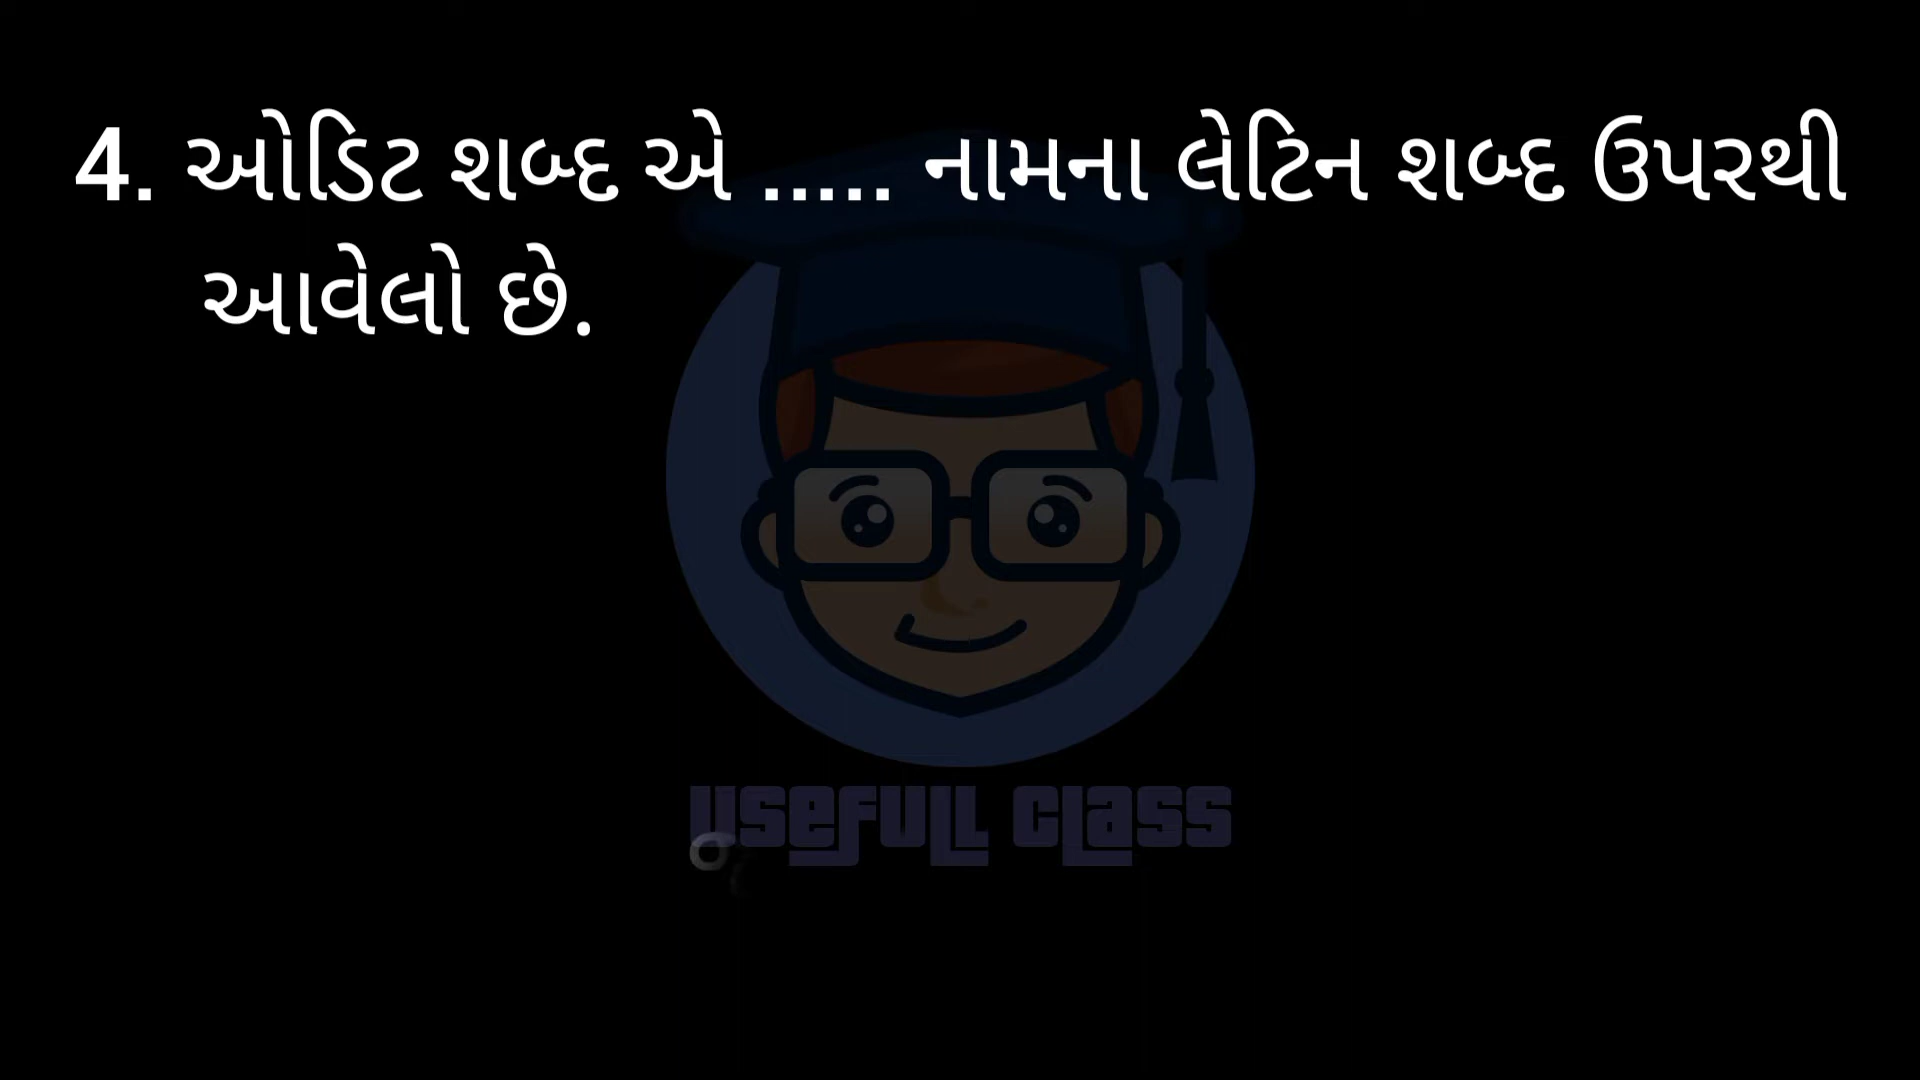 4. ઓડિટ શબ્દ એ ..... નામના લેટિન શબ્દ ઉપરથી
આવેલો છે.
USEFULL CLASS